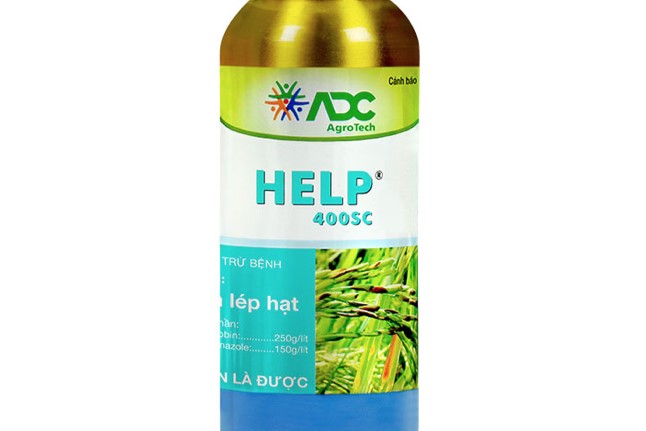 Cảnh báo
ADC
AgroTech
HELP®
400SC
TRỪ BỆNH
:
lép hạt
hần:
obin:............250g/lít
nazole:........150g/lít
N LÀ ĐƯỢC